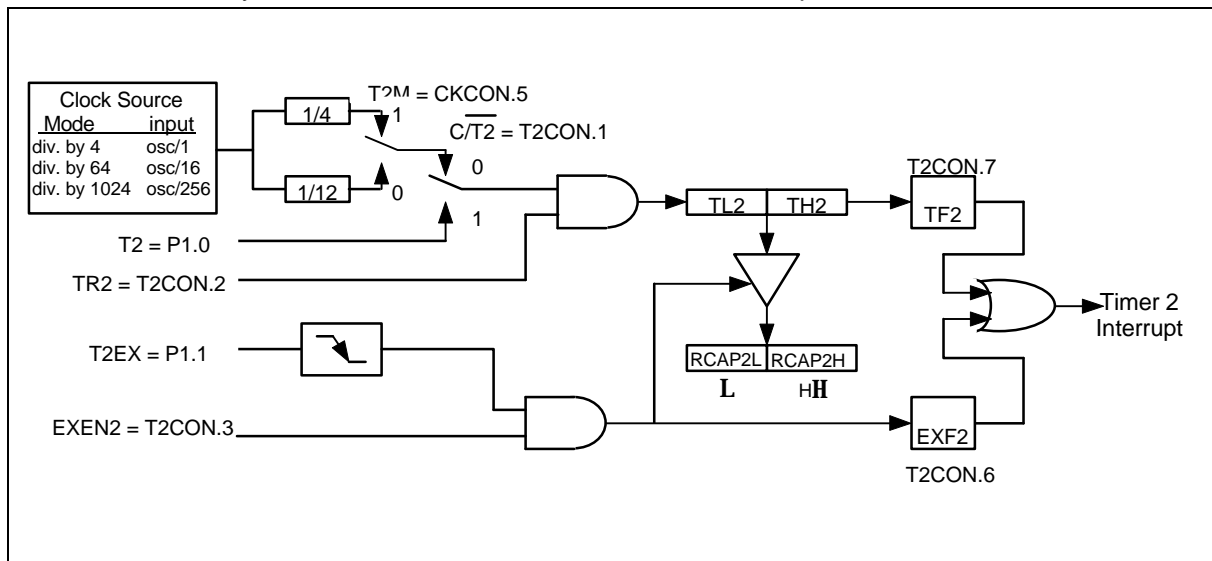 Clock Source
Mode input
div. by 4 osc/1
div. by 64 osc/16
div. by 1024 osc/256
1/4
1/12
T2M = CKCON.5
1
0
C/T2 = T2CON.1
0
1
T2 = P1.0
TR2 = T2CON.2
TL2 TH2
T2CON.7
TF2
Timer 2
Interrupt
T2EX = P1.1
RCAP2L RCAP2H
L HH
EXEN2 = T2CON.3
EXF2
T2CON.6